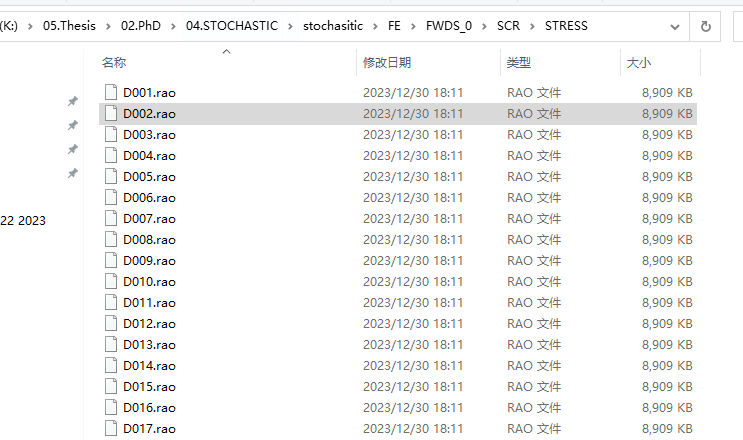 (K:) > 05.Thesis > 02.PhD > 04.STOCHASTIC > stochasitic > FE > FWDS_0 > SCR > STRESS
名称 修改日期 类型 大小
D001.rao 2023/12/30 18:11 RAO 文件 8,909 KB
D002.rao 2023/12/30 18:11 RAO 文件 8,909 KB
D003.rao 2023/12/30 18:11 RAO 文件 8,909 KB
D004.rao 2023/12/30 18:11 RAO 文件 8,909 KB
D005.rao 2023/12/30 18:11 RAO 文件 8,909 KB
D006.rao 2023/12/30 18:11 RAO 文件 8,909 KB
D007.rao 2023/12/30 18:11 RAO 文件 8,909 KB
22 2023
D008.rao 2023/12/30 18:11 RAO 文件 8,909 KB
D009.rao 2023/12/30 18:11 RAO 文件 8,909 KB
D010.rao 2023/12/30 18:11 RAO 文件 8,909 KB
D011.rao 2023/12/30 18:11 RAO 文件 8,909 KB
D012.rao 2023/12/30 18:11 RAO 文件 8,909 KB
D013.rao 2023/12/30 18:11 RAO 文件 8,909 KB
D014.rao 2023/12/30 18:11 RAO 文件 8,909 KB
D015.rao 2023/12/30 18:11 RAO 文件 8,909 KB
D016.rao 2023/12/30 18:11 RAO 文件 8,909 KB
D017.rao 2023/12/30 18:11 RAO 文件 8,909 KB